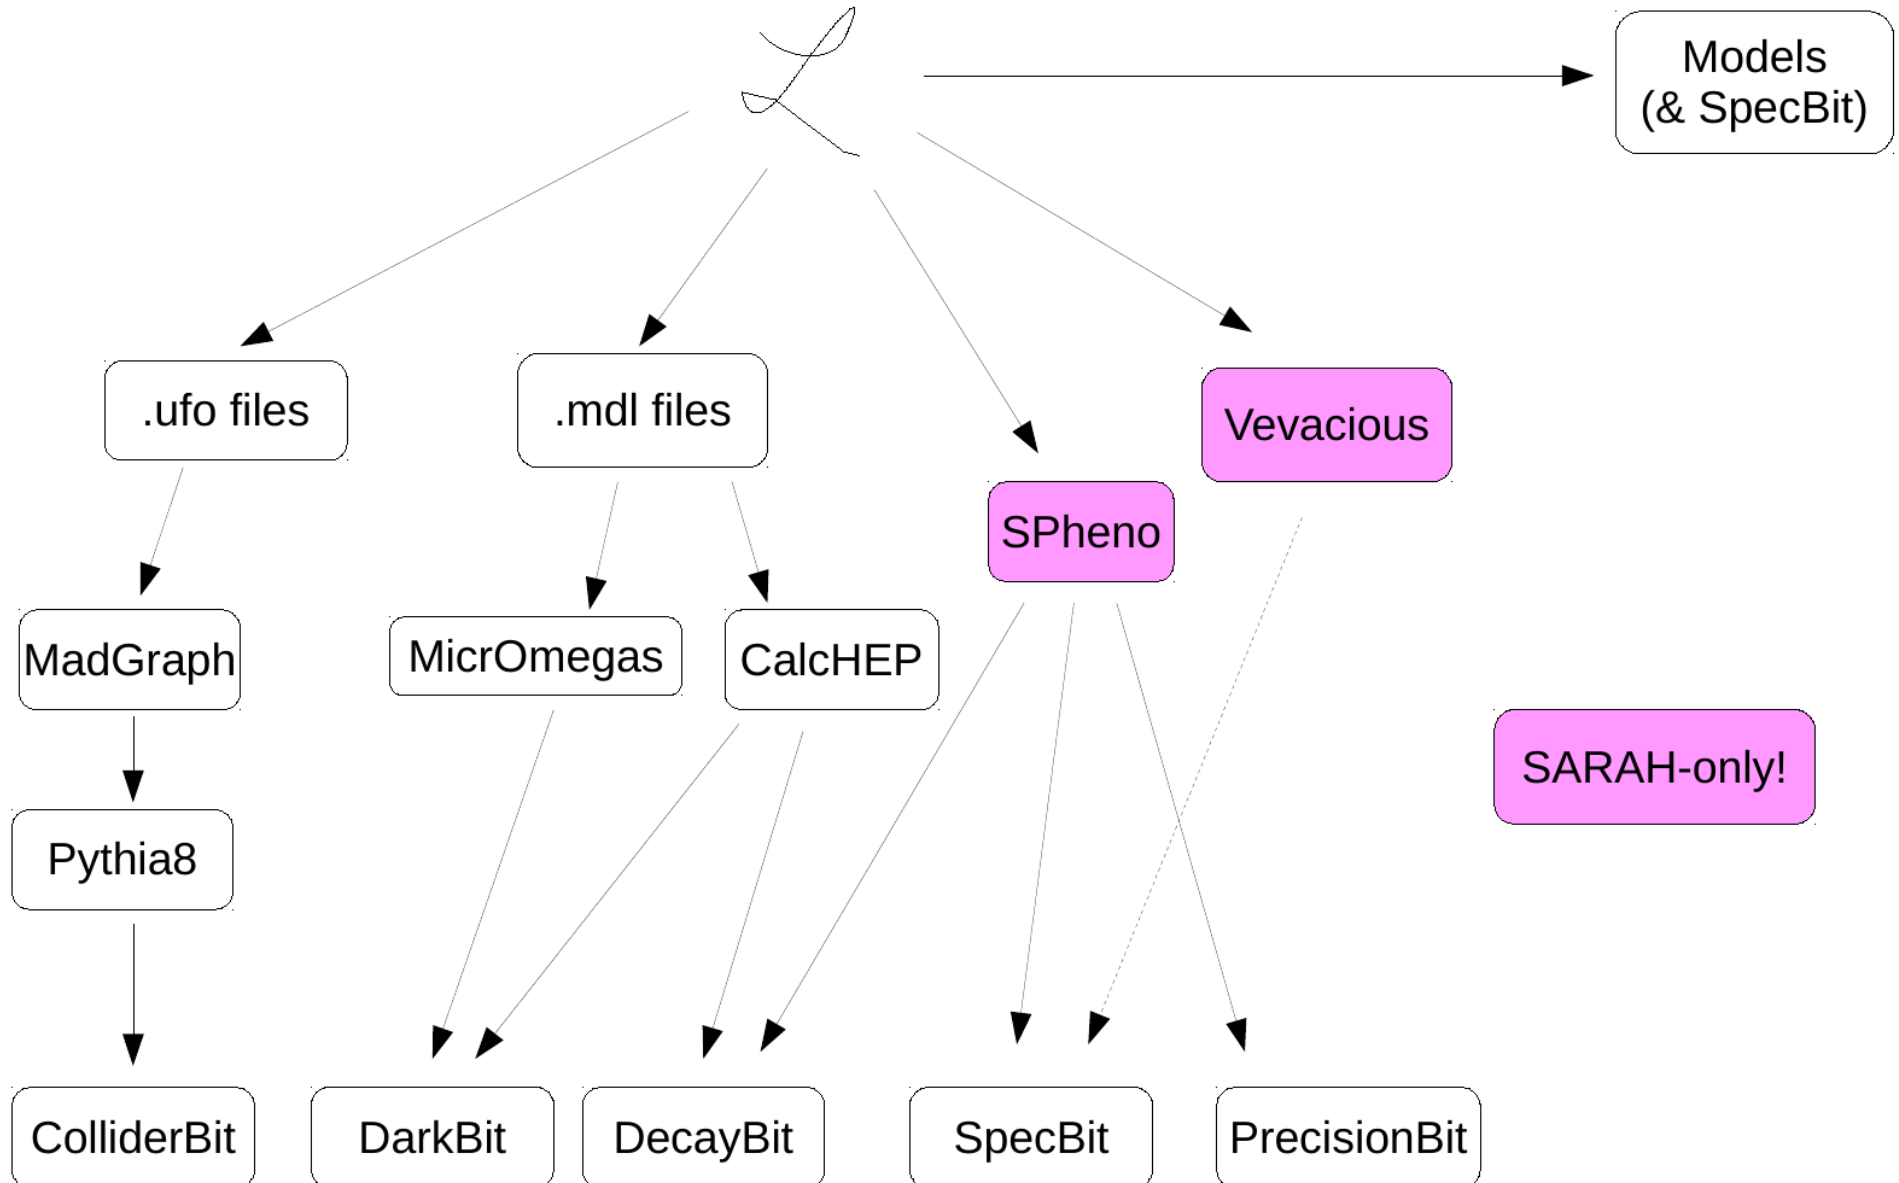 ℒ
Models
(& SpecBit)
.ufo files
.mdl files
Vevacious
SPheno
MadGraph
MicrOmegas
CalcHEP
SARAH-only!
Pythia8
ColliderBit
DarkBit
DecayBit
SpecBit
PrecisionBit